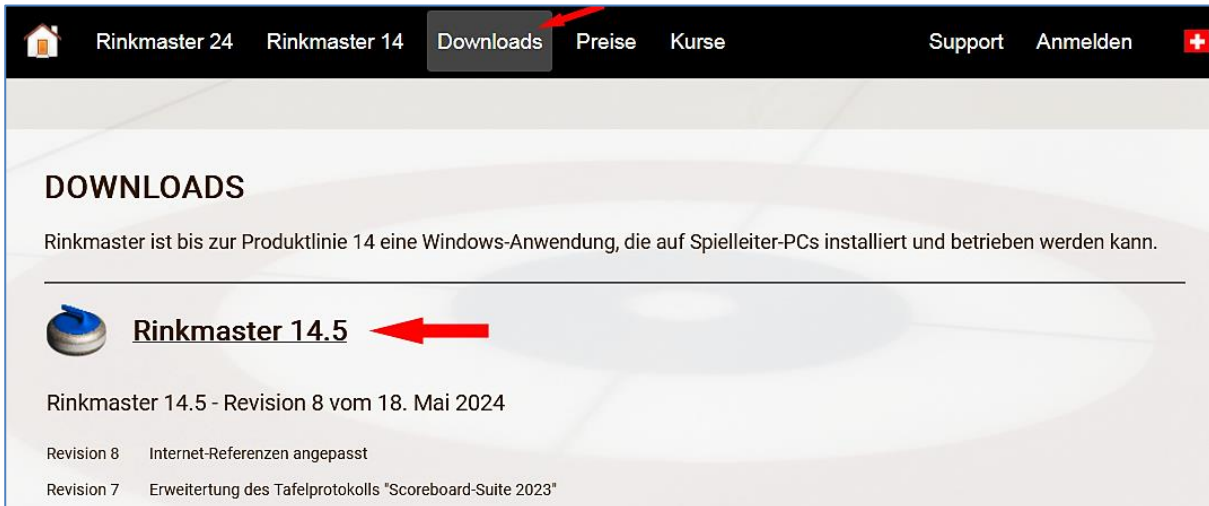 Rinkmaster 24 Rinkmaster 14 Downloads Preise Kurse Support Anmelden
DOWNLOADS
Rinkmaster ist bis zur Produktlinie 14 eine Windows-Anwendung, die auf Spielleiter-PCs installiert und betrieben werden kann.
Rinkmaster 14.5
Rinkmaster 14.5 - Revision 8 vom 18. Mai 2024
Revision 8 Internet-Referenzen angepasst
Revision 7 Erweitertung des Tafelprotokolls "Scoreboard-Suite 2023"